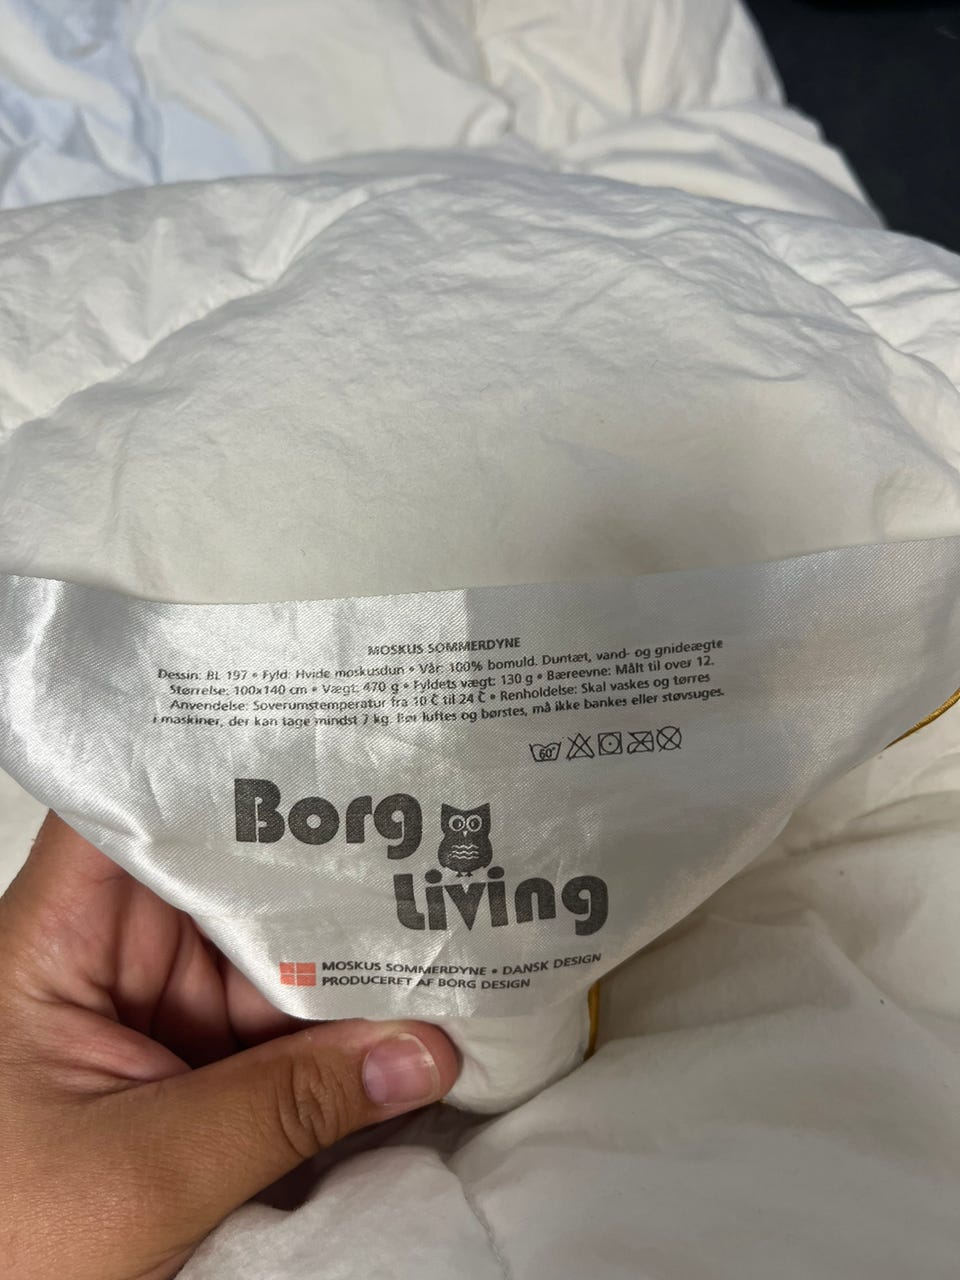 MOSKUS SOMMERDYNE
Dessin: BL 197 • Fyld: Hvide moskusdun • Vår: 100% bomuld. Duntæt, vand- og gnideægte
Størrelse: 100x140 cm • Vægt: 470 g • Fyldets vægt: 130 g • Bæreevne: Målt til over 12.
Anvendelse: Soverumstemperatur fra 10 C til 24 C • Renholdelse: Skal vaskes og tørres
i maskiner, der kan tage mindst 7 kg. Bør luftes og børstes, må ikke bankes eller støvsuges.
60°
Borg
Living
MOSKUS SOMMERDYNE • DANSK DESIGN
PRODUCERET AF BORG DESIGN